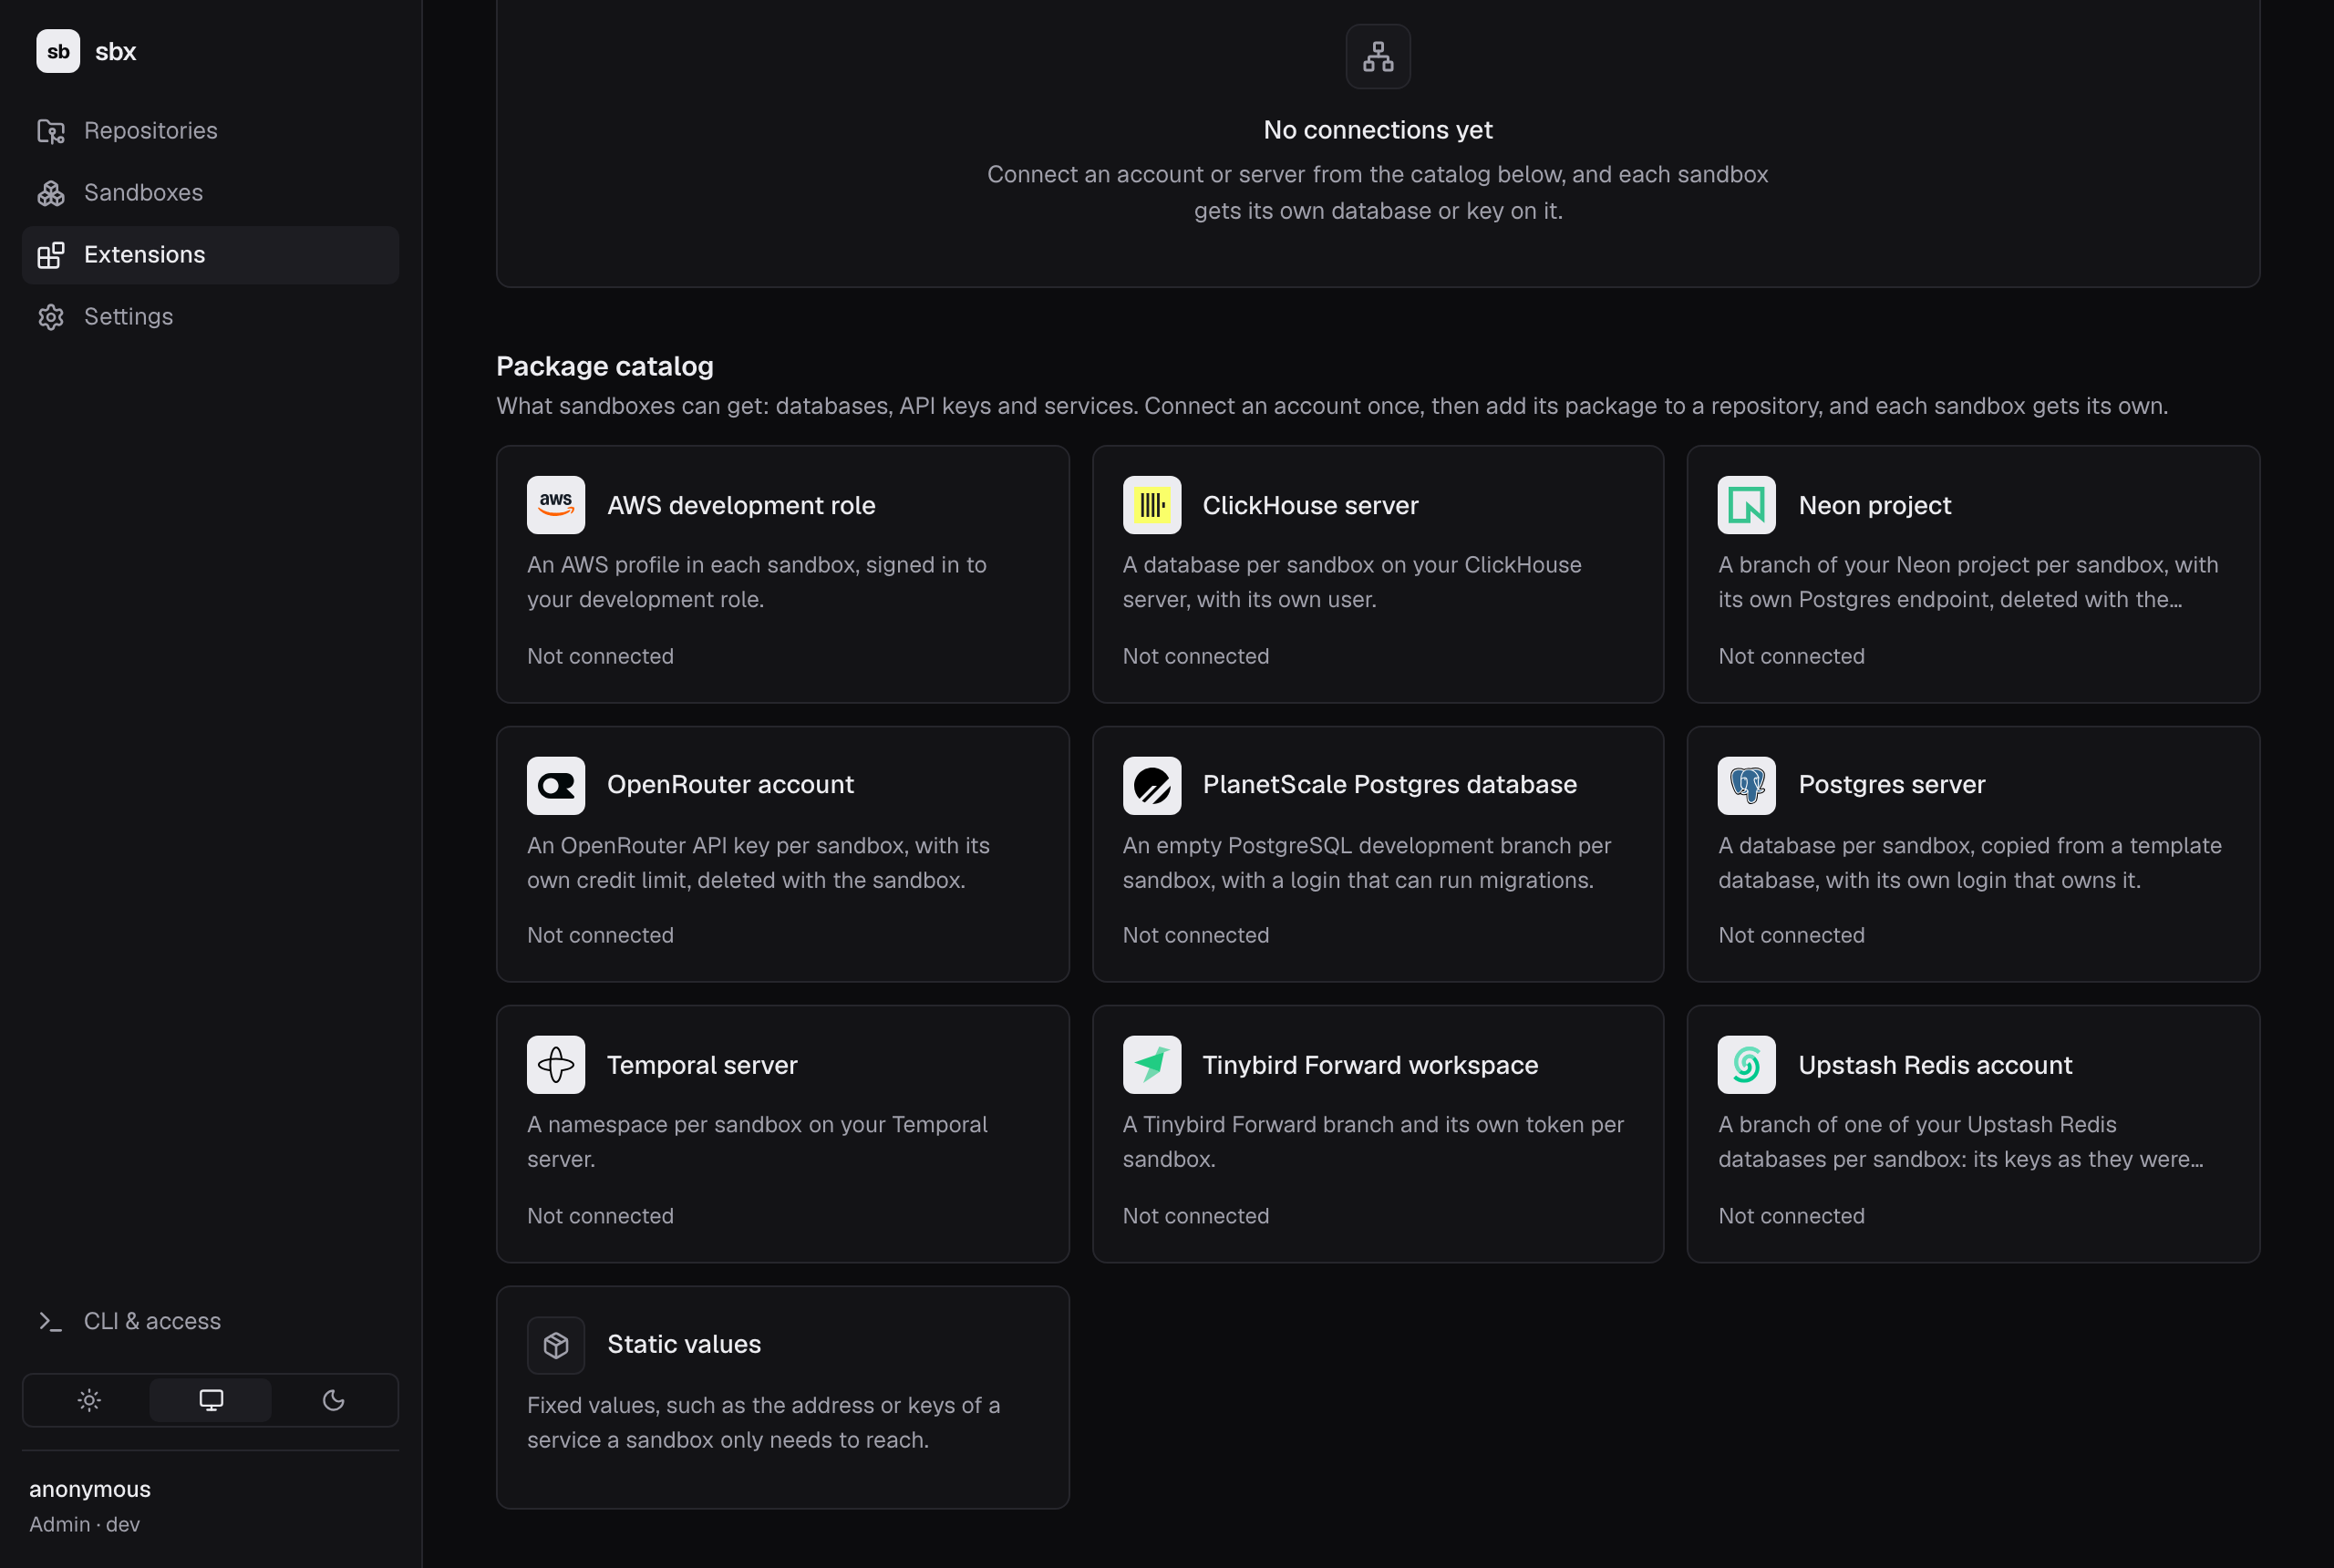 sb sbx
Repositories
Sandboxes
Extensions
Settings
No connections yet
Connect an account or server from the catalog below, and each sandbox
gets its own database or key on it.
Package catalog
What sandboxes can get: databases, API keys and services. Connect an account once, then add its package to a repository, and each sandbox gets its own.
aws
AWS development role
An AWS profile in each sandbox, signed in to
your development role.
Not connected
ClickHouse server
A database per sandbox on your ClickHouse
server, with its own user.
Not connected
Neon project
A branch of your Neon project per sandbox, with
its own Postgres endpoint, deleted with the...
Not connected
OpenRouter account
An OpenRouter API key per sandbox, with its
own credit limit, deleted with the sandbox.
Not connected
PlanetScale Postgres database
An empty PostgreSQL development branch per
sandbox, with a login that can run migrations.
Not connected
Postgres server
A database per sandbox, copied from a template
database, with its own login that owns it.
Not connected
Temporal server
A namespace per sandbox on your Temporal
server.
Not connected
Tinybird Forward workspace
A Tinybird Forward branch and its own token per
sandbox.
Not connected
Upstash Redis account
A branch of one of your Upstash Redis
databases per sandbox: its keys as they were...
Not connected
Static values
Fixed values, such as the address or keys of a
service a sandbox only needs to reach.
CLI & access
anonymous
Admin · dev